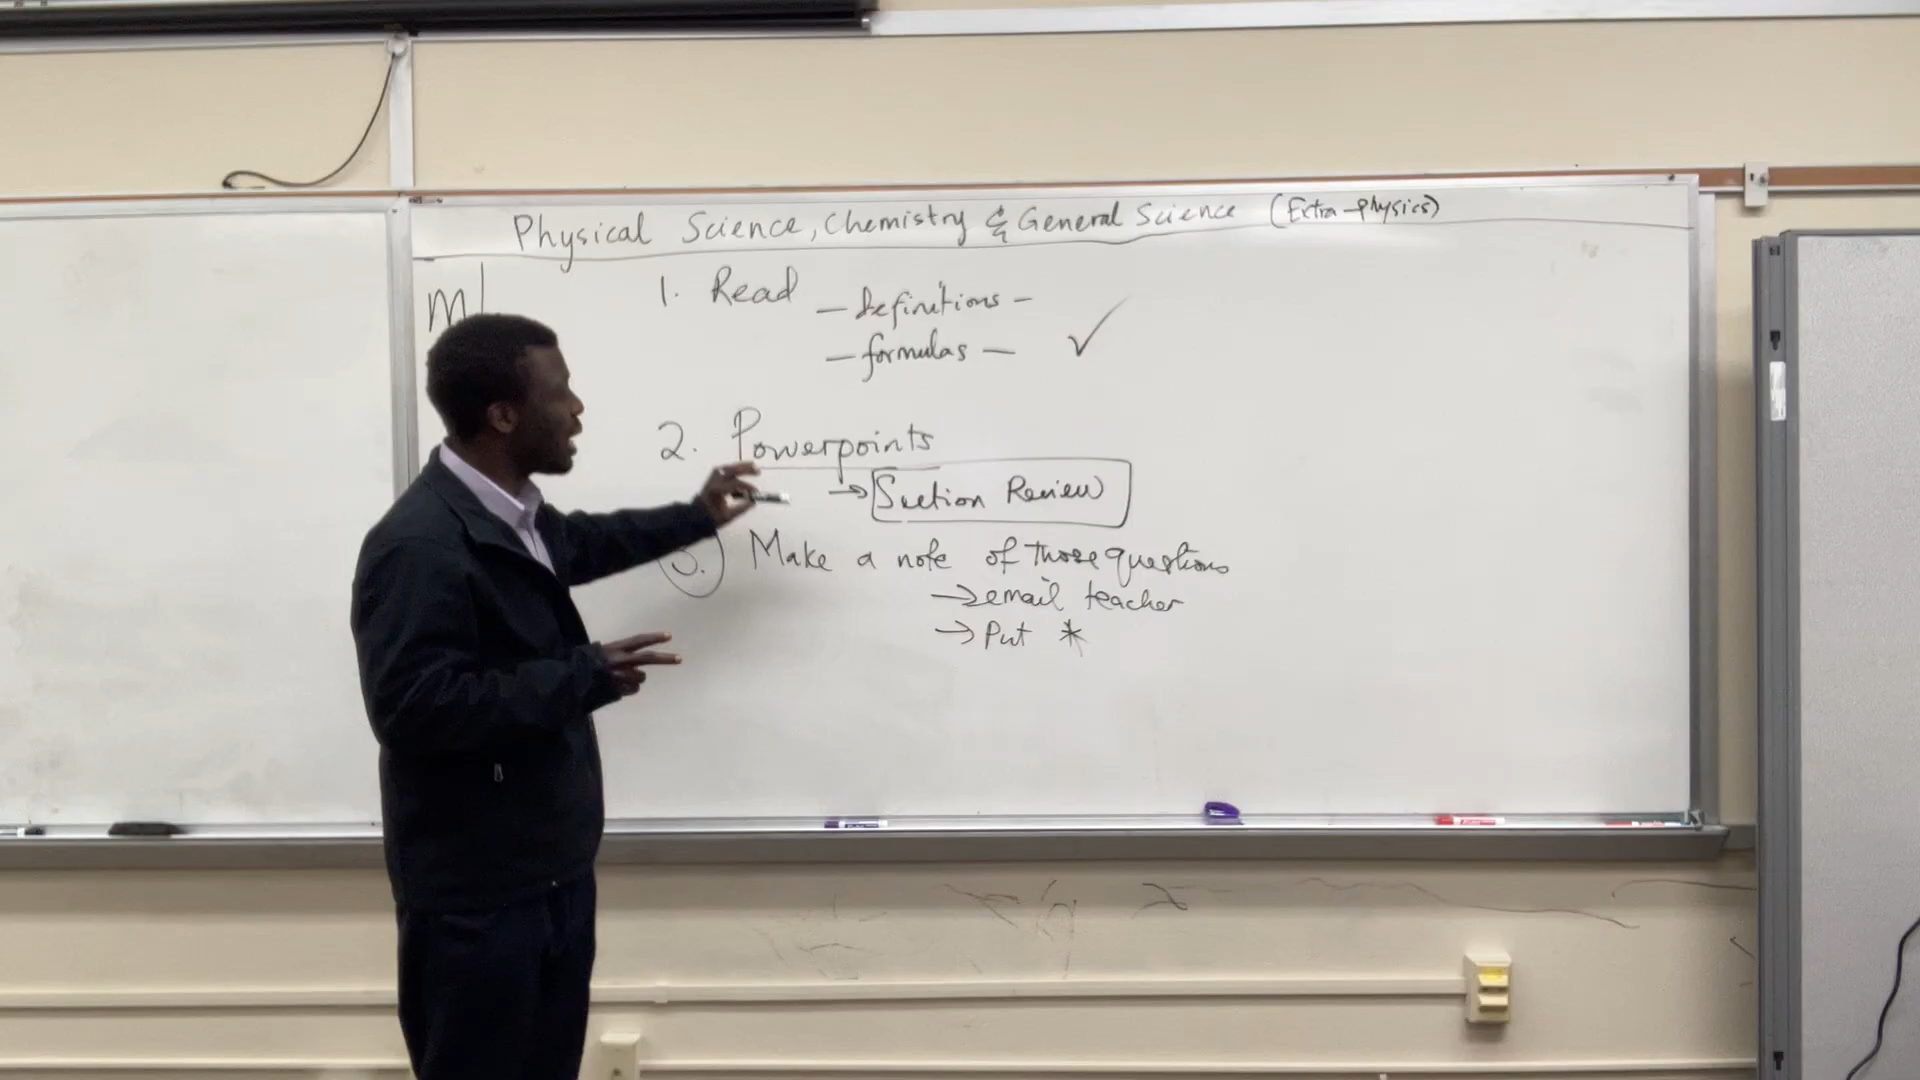 Physical Science, Chemistry & General Science (Extra-physics)
1. Read
- definitions -
- formulas - ✓
2. Powerpoints
→ Section Review
3. Make a note of those questions
→ email teacher
→ Put *